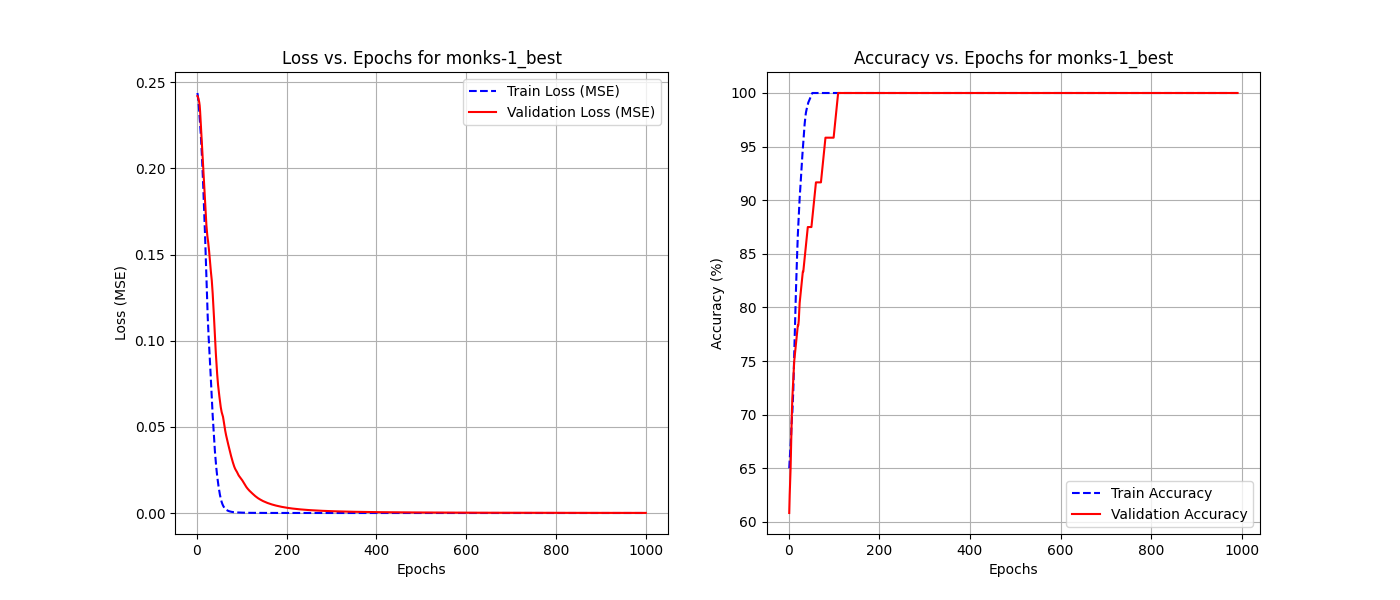 Loss vs. Epochs for monks-1_best
0.25
0.20
0.15
0.10
0.05
0.00
Loss (MSE)
Train Loss (MSE)
Validation Loss (MSE)
0 200 400 600 800 1000
Epochs
Accuracy vs. Epochs for monks-1_best
100
95
90
85
80
75
70
65
60
Accuracy (%)
Train Accuracy
Validation Accuracy
0 200 400 600 800 1000
Epochs